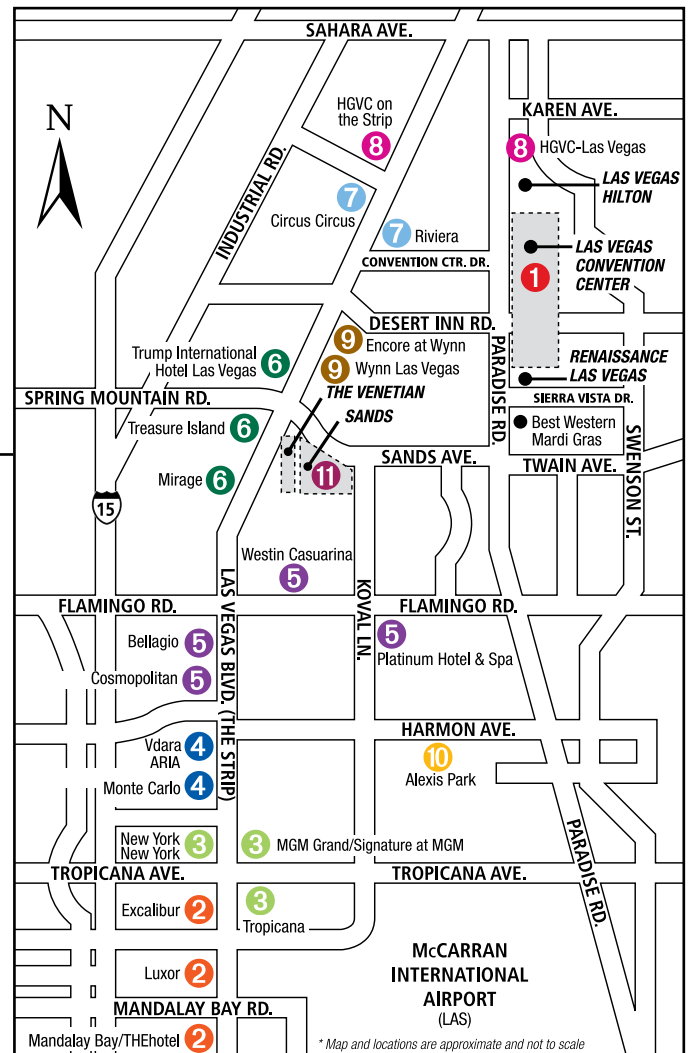 SAHARA AVE.
N
HGVC on
the Strip
8
KAREN AVE.
8 HGVC-Las Vegas
INDUSTRIAL RD.
LAS VEGAS
HILTON
7
Circus Circus
7 Riviera
CONVENTION CTR. DR.
LAS VEGAS
CONVENTION
CENTER
1
DESERT INN RD.
9 Encore at Wynn
Trump International
Hotel Las Vegas 6
9 Wynn Las Vegas
PARADISE RD.
RENAISSANCE
LAS VEGAS
SPRING MOUNTAIN RD.
THE VENETIAN
SANDS
SIERRA VISTA DR.
Treasure Island 6
Best Western
Mardi Gras
SWENSON ST.
SANDS AVE.
TWAIN AVE.
Mirage 6
11
15
Westin Casuarina
5
LAS VEGAS BLVD. (THE STRIP)
KOVAL LN.
FLAMINGO RD.
FLAMINGO RD.
Bellagio 5
5
Platinum Hotel & Spa
Cosmopolitan 5
HARMON AVE.
Vdara
ARIA
4
10
Alexis Park
Monte Carlo 4
PARADISE RD.
New York
New York
3
3 MGM Grand/Signature at MGM
TROPICANA AVE.
TROPICANA AVE.
Excalibur 2
3
Tropicana
McCARRAN
INTERNATIONAL
AIRPORT
(LAS)
Luxor 2
MANDALAY BAY RD.
Mandalay Bay/THEhotel 2
* Map and locations are approximate and not to scale